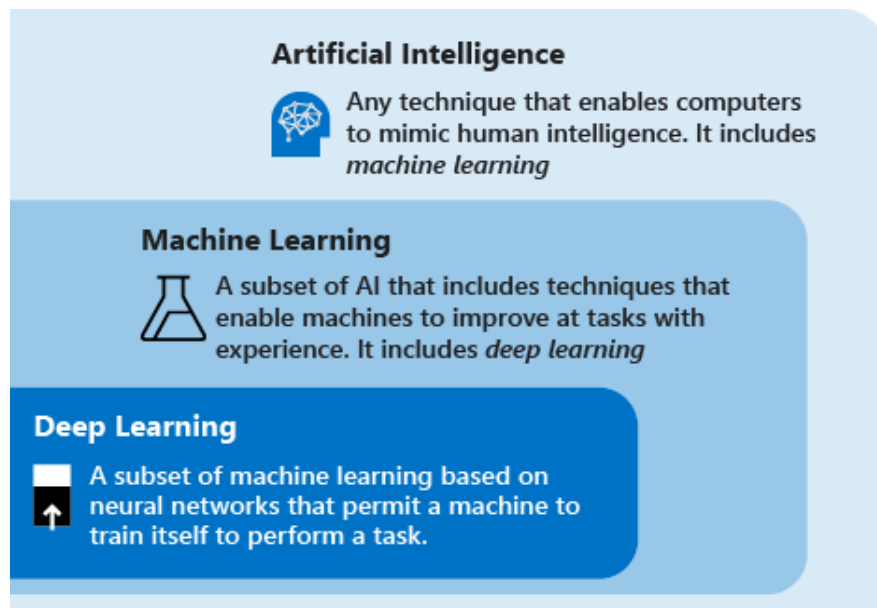 Artificial Intelligence
Any technique that enables computers
to mimic human intelligence. It includes
machine learning
Machine Learning
A subset of AI that includes techniques that
enable machines to improve at tasks with
experience. It includes deep learning
Deep Learning
A subset of machine learning based on
neural networks that permit a machine to
train itself to perform a task.